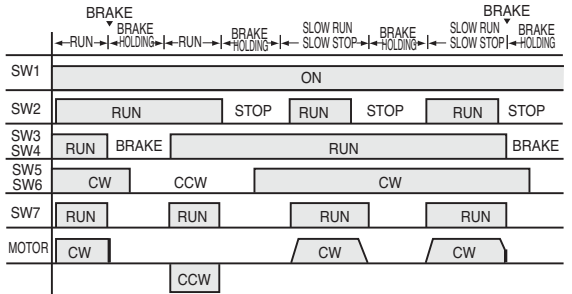 BRAKE BRAKE
RUN BRAKE HOLDING RUN BRAKE HOLDING SLOW RUN SLOW STOP BRAKE HOLDING SLOW RUN SLOW STOP BRAKE HOLDING
SW1 ON
SW2 RUN STOP RUN STOP RUN STOP
SW3 SW4 RUN BRAKE RUN BRAKE
SW5 SW6 CW CCW CW
SW7 RUN RUN RUN RUN
MOTOR CW CW CW
CCW